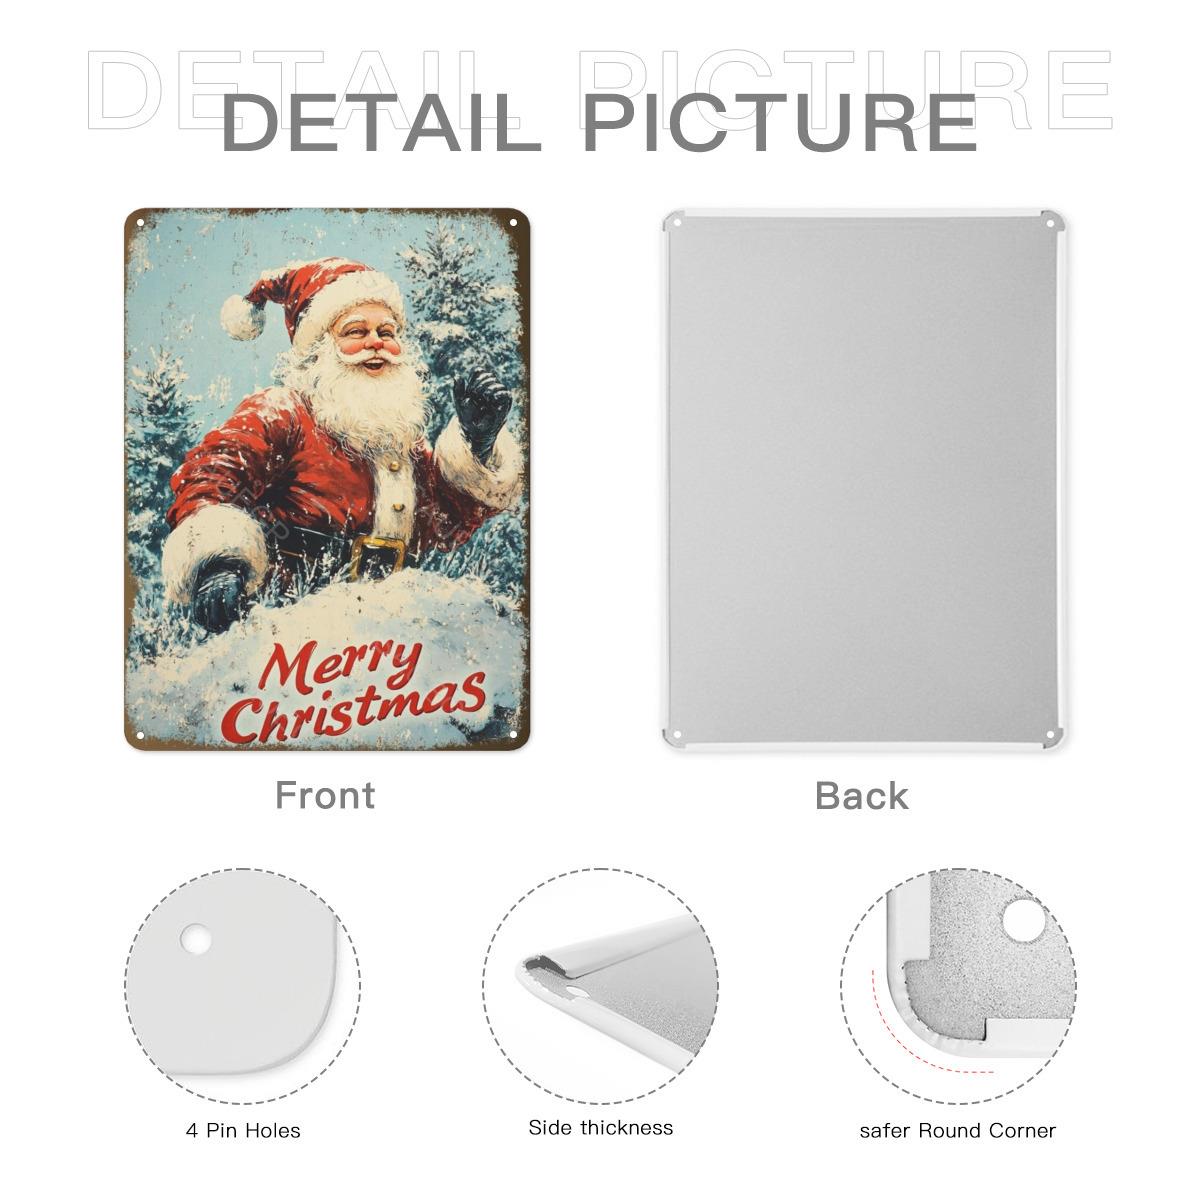 DETAIL PICTURE
DETAIL PICTURE
Merry
Christmas
Front
Back
4 Pin Holes
Side thickness
safer Round Corner